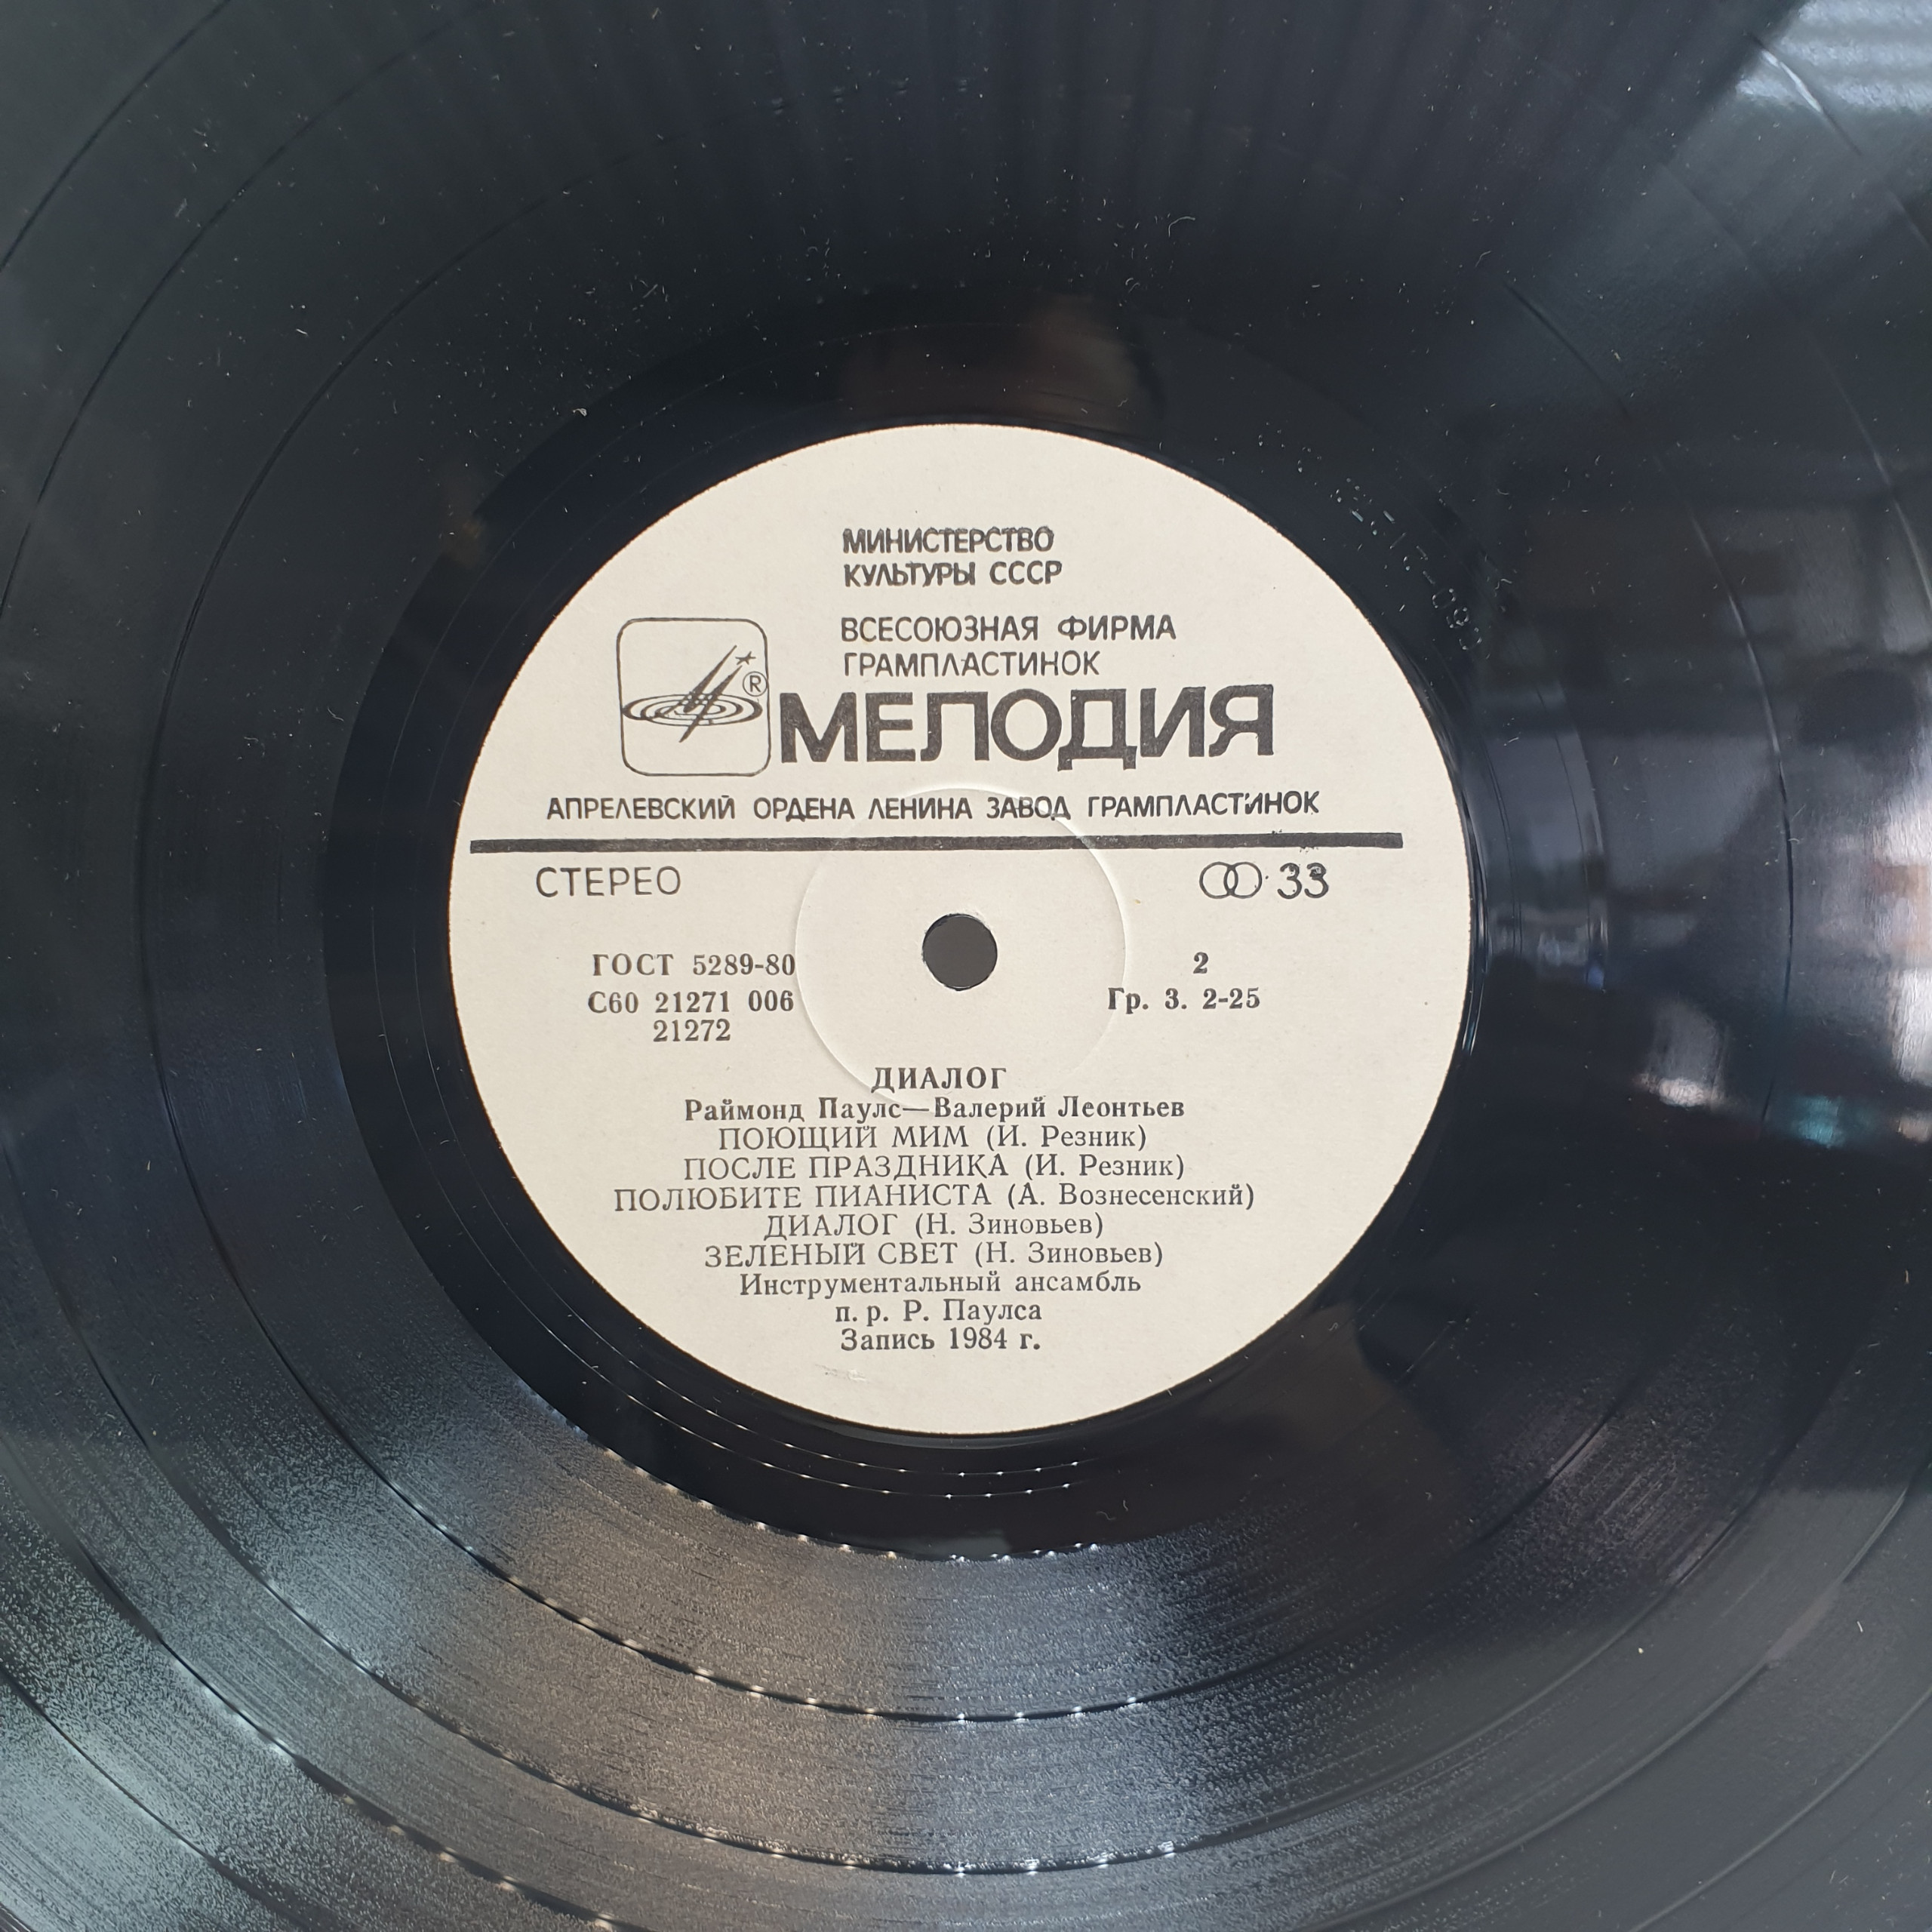 МИНИСТЕРСТВО
КУЛЬТУРЫ СССР
ВСЕСОЮЗНАЯ ФИРМА
ГРАМПЛАСТИНОК
®
МЕЛОДИЯ
АПРЕЛЕВСКИЙ ОРДЕНА ЛЕНИНА ЗАВОД ГРАМПЛАСТИНОК
СТЕРЕО 33
ГОСТ 5289-80 2
С60 21271 006 Гр. 3. 2-25
21272
ДИАЛОГ
Раймонд Паулс—Валерий Леонтьев
ПОЮЩИЙ МИМ (И. Резник)
ПОСЛЕ ПРАЗДНИКА (И. Резник)
ПОЛЮБИТЕ ПИАНИСТА (А. Вознесенский)
ДИАЛОГ (Н. Зиновьев)
ЗЕЛЕНЫЙ СВЕТ (Н. Зиновьев)
Инструментальный ансамбль
п. р. Р. Паулса
Запись 1984 г.